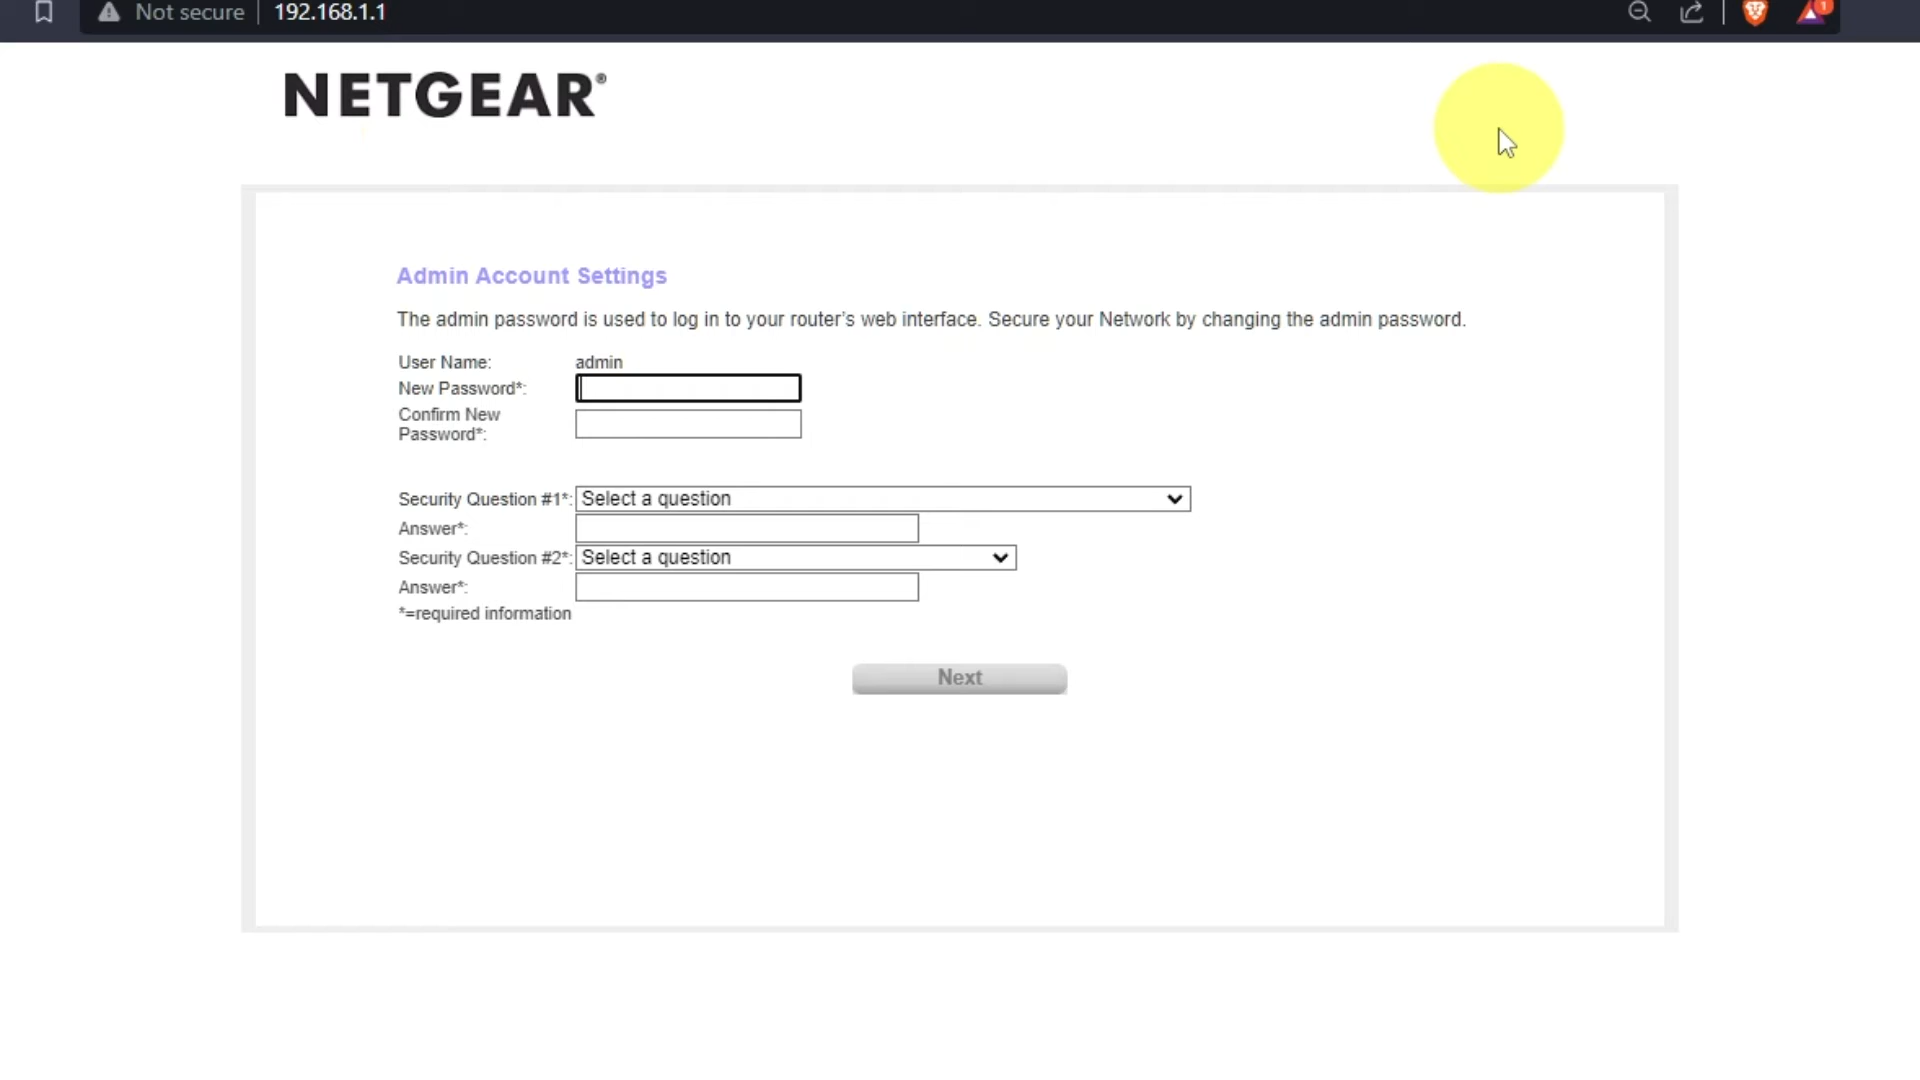 Not secure 192.168.1.1
1
NETGEAR®
Admin Account Settings
The admin password is used to log in to your router's web interface. Secure your Network by changing the admin password.
User Name: admin
New Password*:
Confirm New
Password*:
Security Question #1*: Select a question
Answer*:
Security Question #2*: Select a question
Answer*:
*=required information
Next